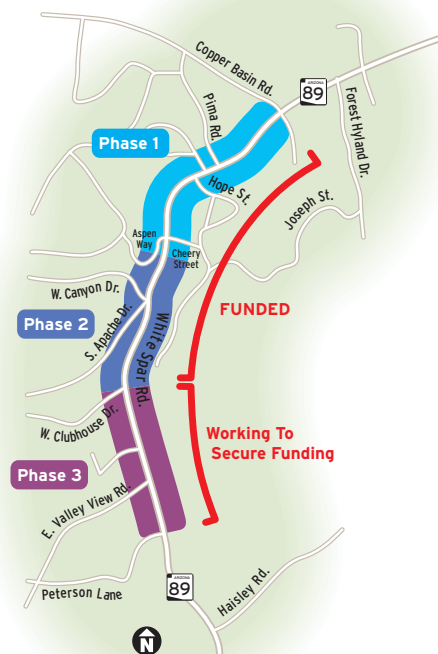 Copper Basin Rd.
ARIZONA
89
Forest Hyland Dr.
Pima Rd.
Phase 1
Hope St.
Joseph St.
Aspen
Way
Cheery
Street
W. Canyon Dr.
FUNDED
Phase 2
S. Apache Dr.
White Spar Rd.
W. Clubhouse Dr.
Working To
Secure Funding
Phase 3
E. Valley View Rd.
ARIZONA
89
Peterson Lane
Haisley Rd.
N